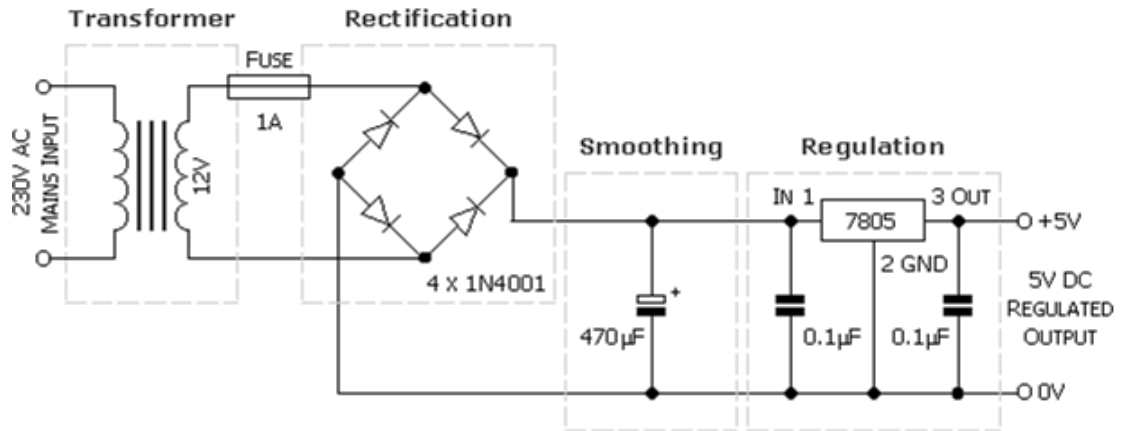 Transformer
Rectification
FUSE
1A
230V AC
MAINS INPUT
12V
4 x 1N4001
Smoothing
470µF
+
Regulation
IN 1
7805
3 OUT
2 GND
0.1µF
0.1µF
+5V
5V DC
REGULATED
OUTPUT
0V